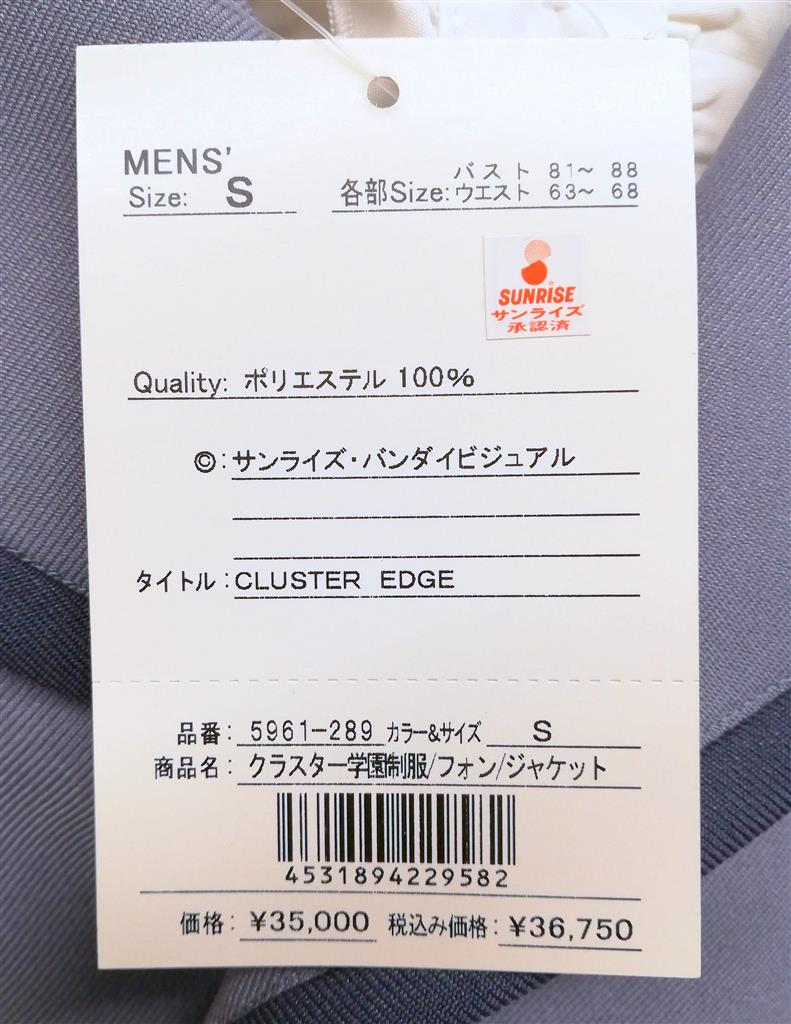 MENS'
Size: S
各部Size: バスト 81～ 88
ウエスト 63～ 68
SUNRISE
サンライズ
承認済
Quality: ポリエステル 100%
©: サンライズ・バンダイビジュアル
タイトル: CLUSTER EDGE
品番: 5961-289 カラー&サイズ S
商品名: クラスター学園制服/フォン/ジャケット
4531894229582
価格: ¥35,000 税込み価格: ¥36,750